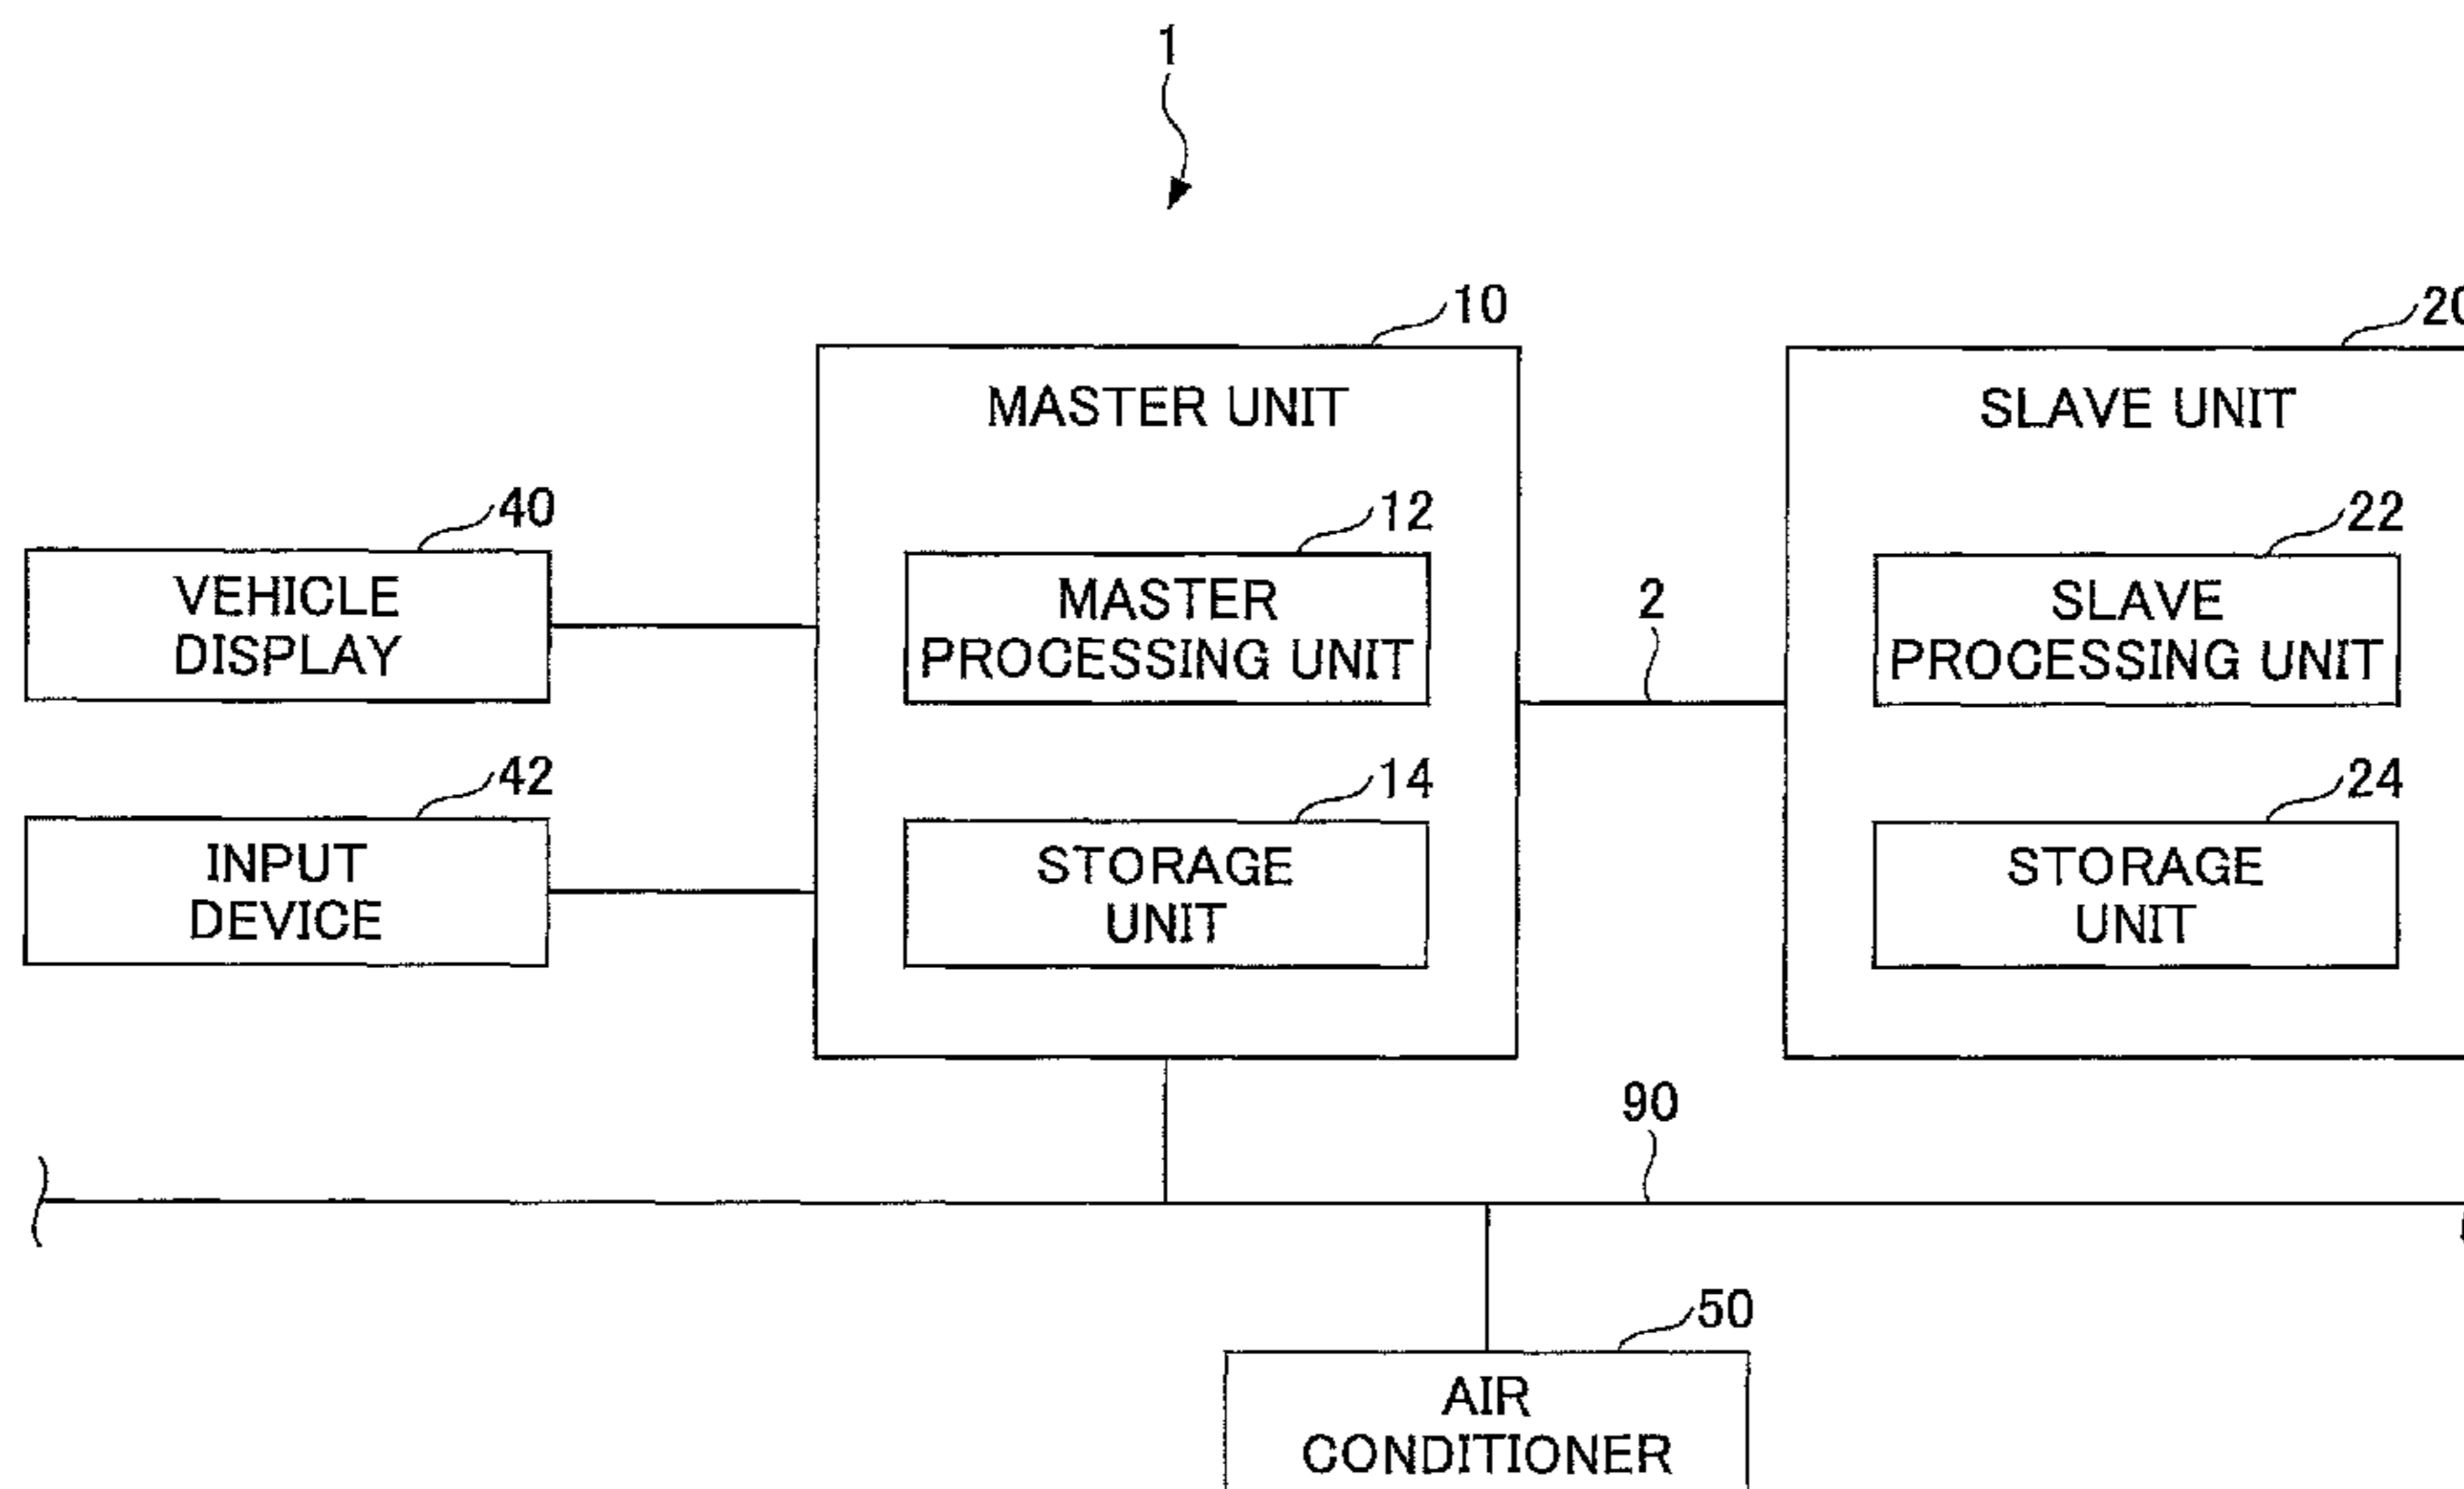 1
10
20
MASTER UNIT
SLAVE UNIT
40
12
22
VEHICLE
DISPLAY
MASTER
PROCESSING UNIT
2
SLAVE
PROCESSING UNIT
42
14
24
INPUT
DEVICE
STORAGE
UNIT
STORAGE
UNIT
90
50
AIR
CONDITIONER